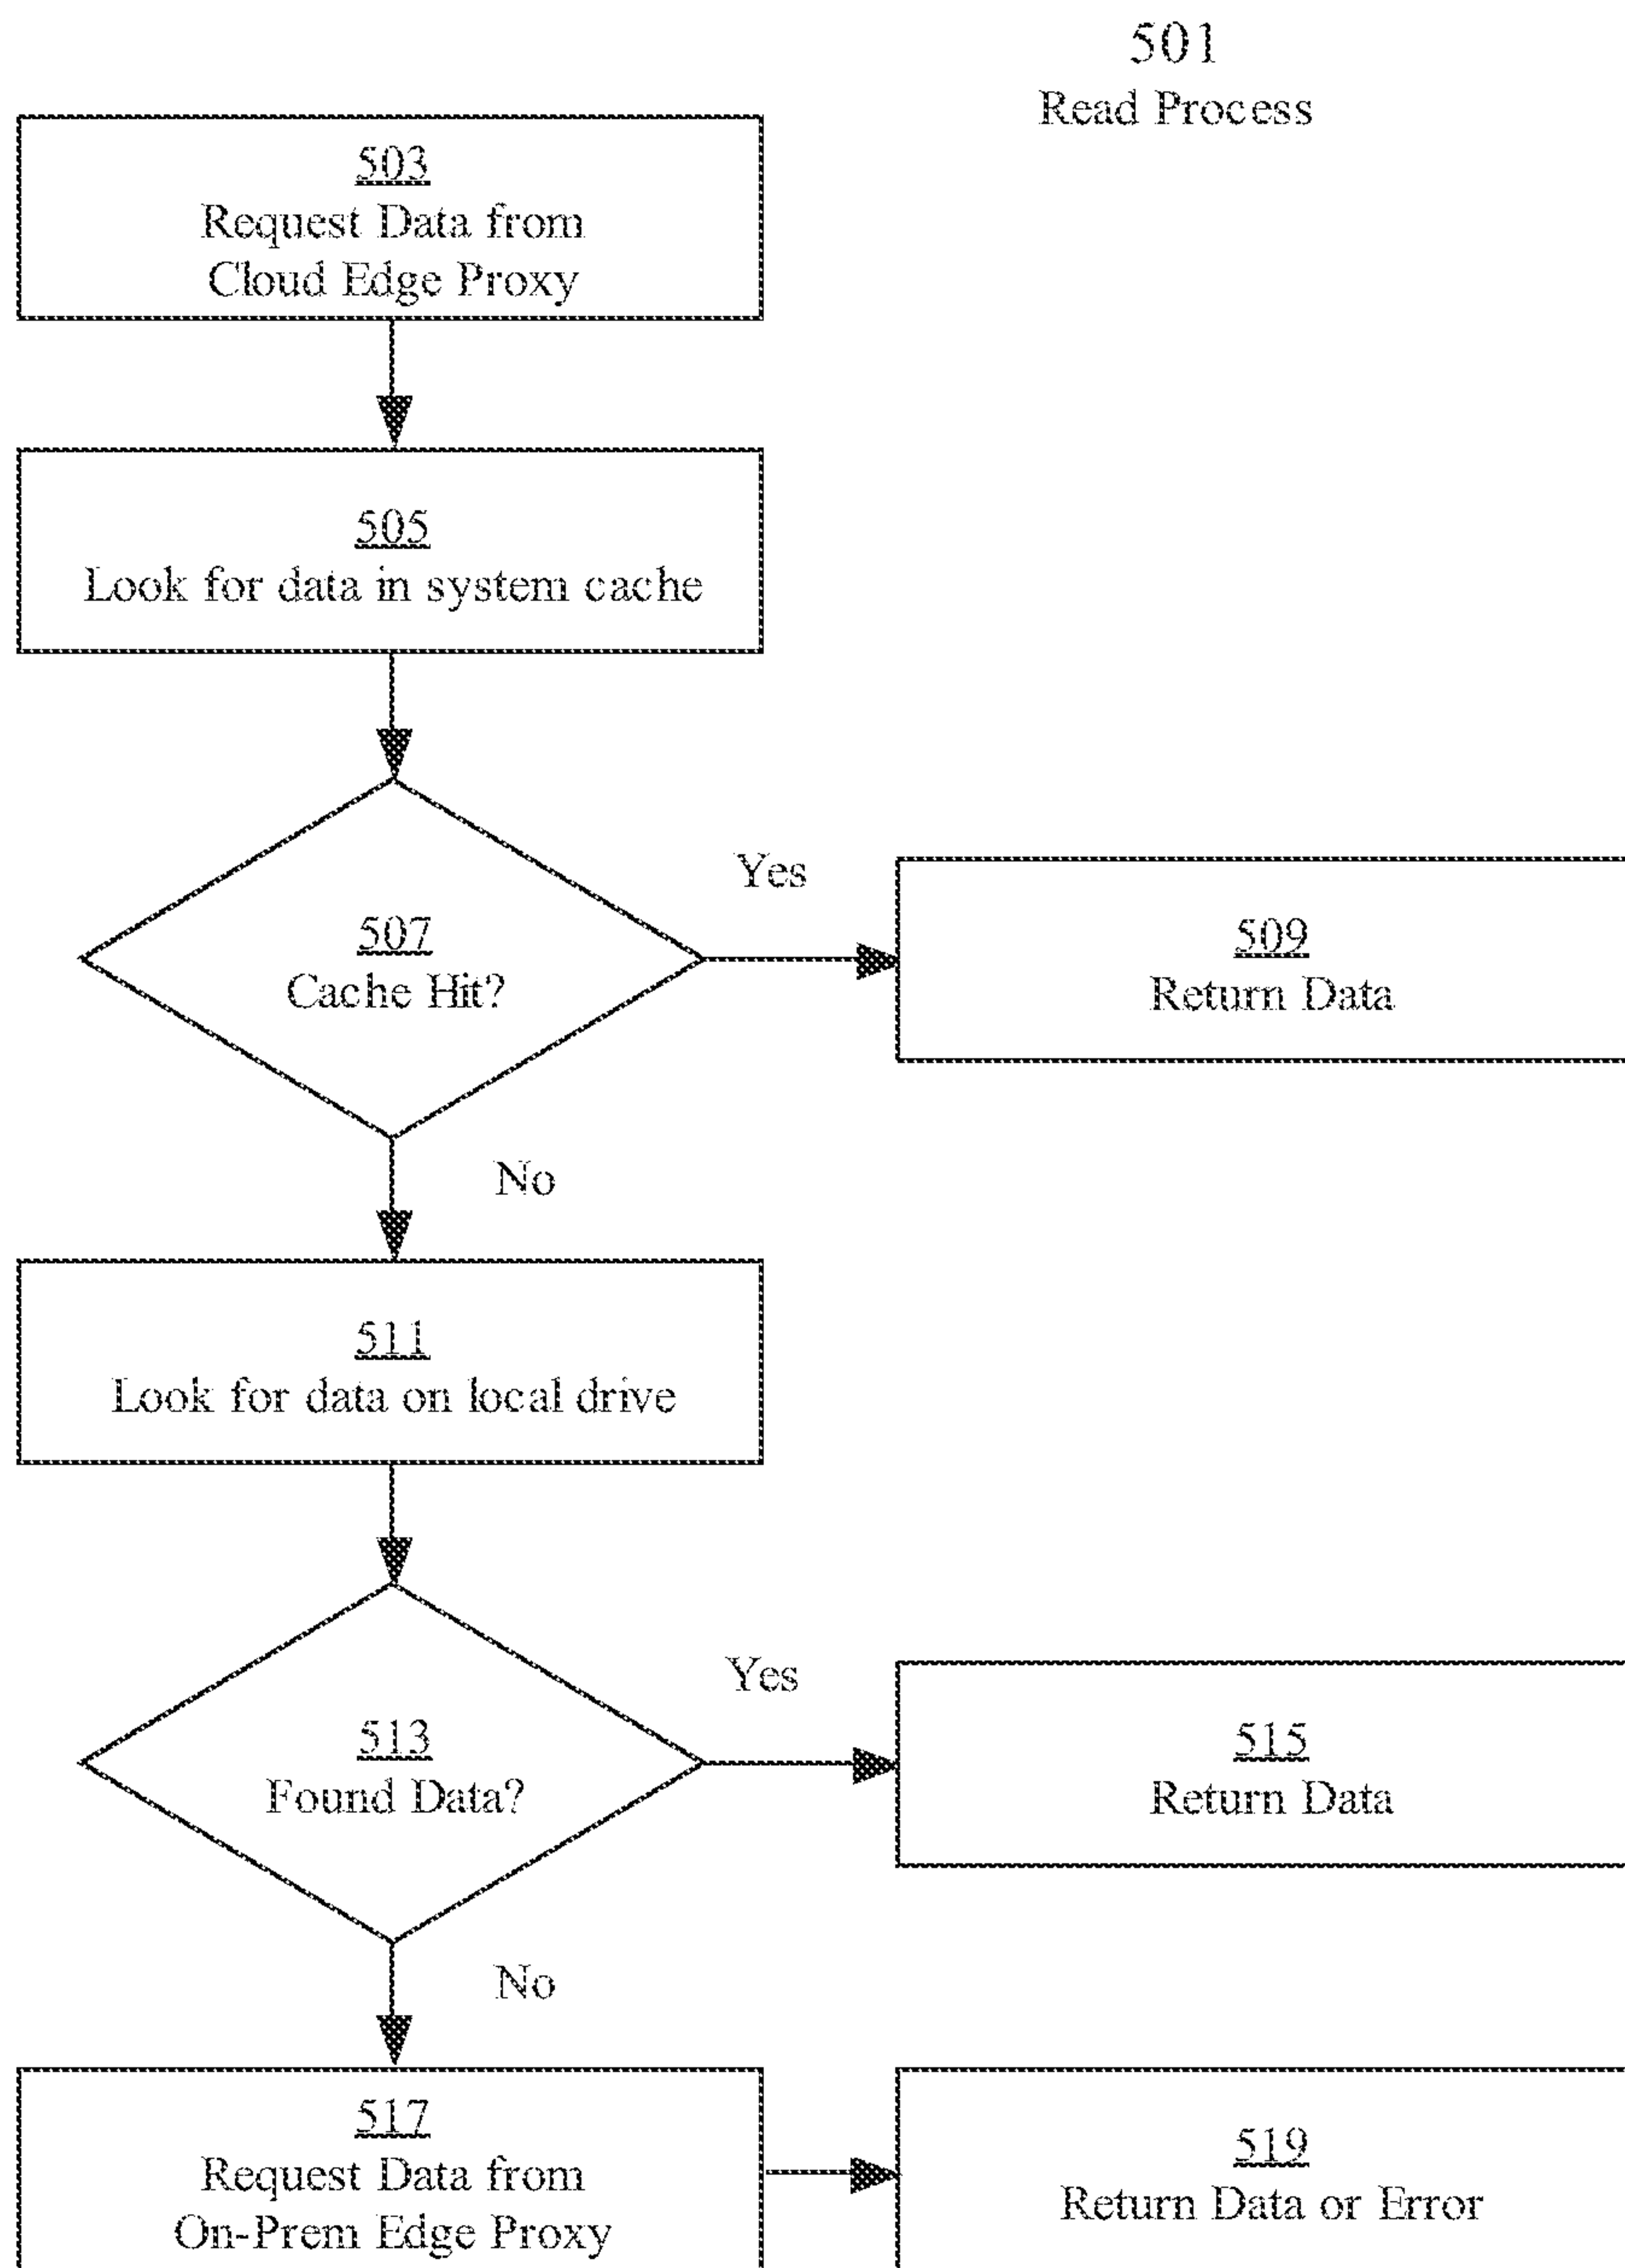 501
Read Process
503
Request Data from
Cloud Edge Proxy
505
Look for data in system cache
507
Cache Hit?
Yes
509
Return Data
No
511
Look for data on local drive
513
Found Data?
Yes
515
Return Data
No
517
Request Data from
On-Prem Edge Proxy
519
Return Data or Error